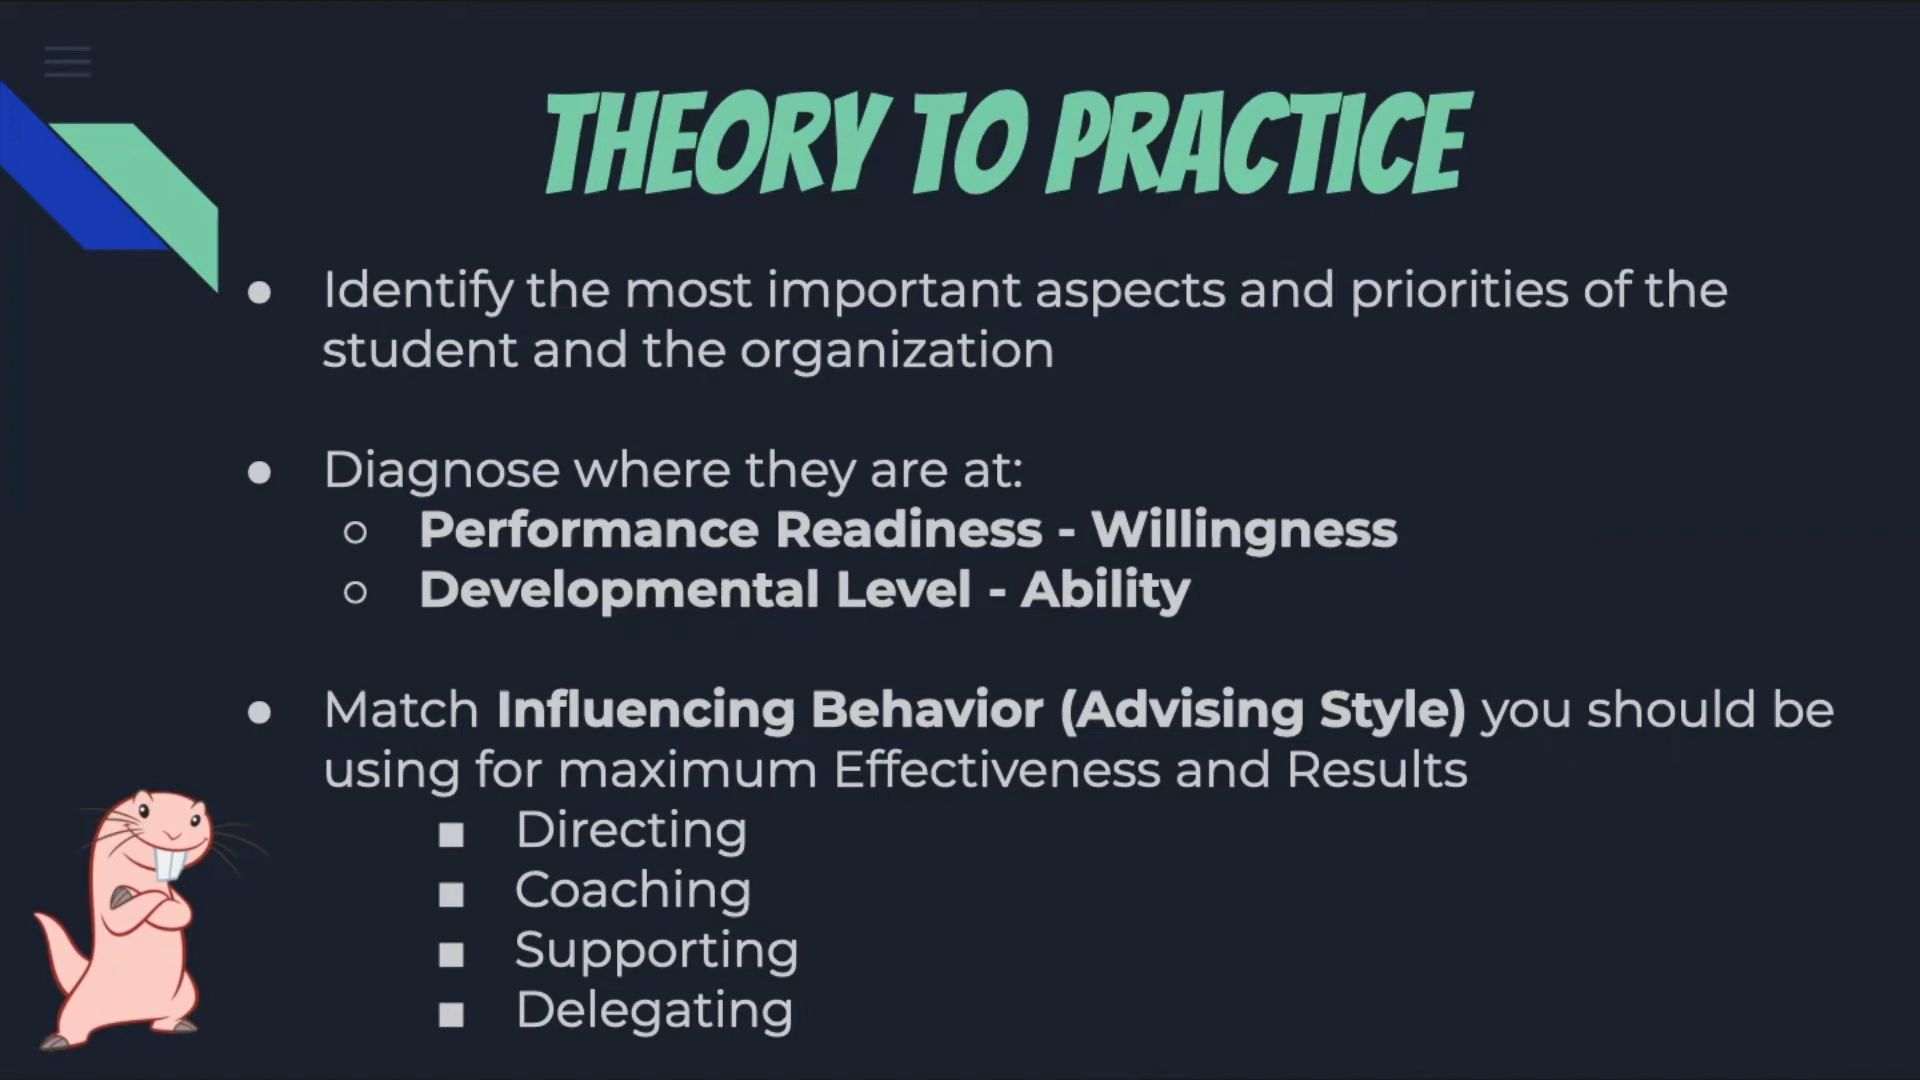 THEORY TO PRACTICE
● Identify the most important aspects and priorities of the
student and the organization
● Diagnose where they are at:
○ Performance Readiness - Willingness
○ Developmental Level - Ability
● Match Influencing Behavior (Advising Style) you should be
using for maximum Effectiveness and Results
■ Directing
■ Coaching
■ Supporting
■ Delegating